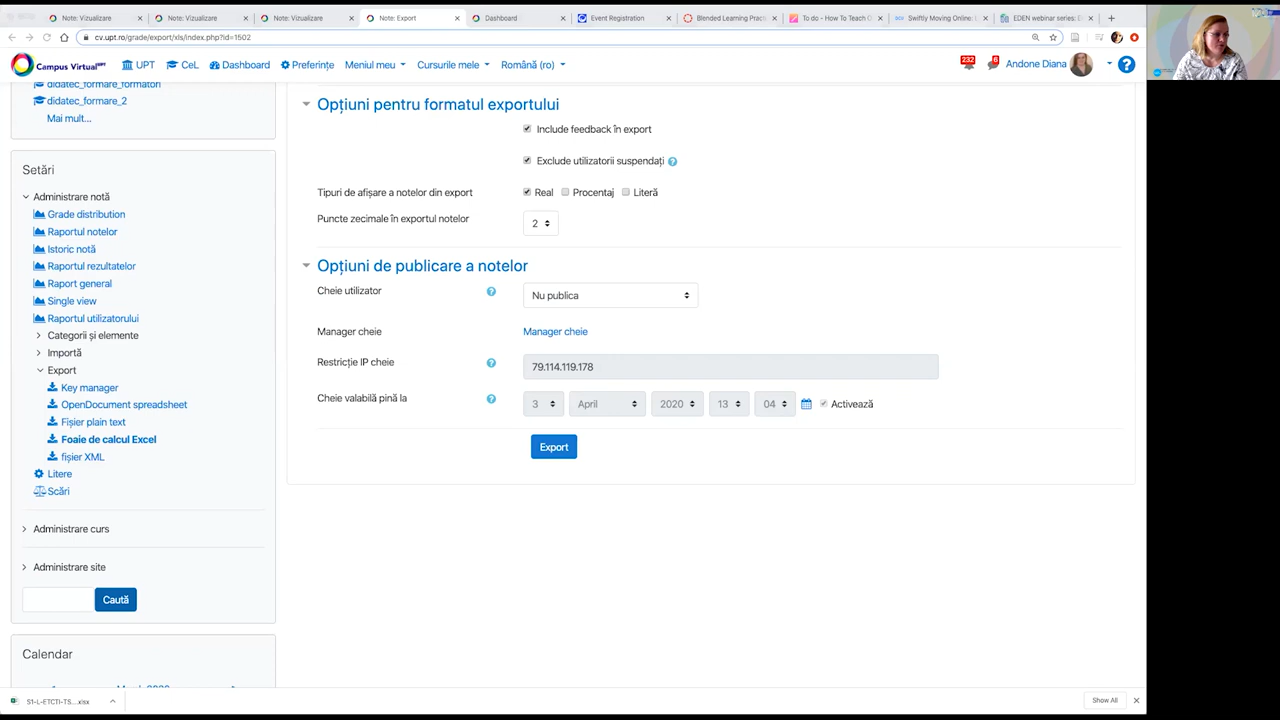 Note: Vizualizare
Note: Vizualizare
Note: Vizualizare
Note: Export
Dashboard
Event Registration
Blended Learning Pract
To do - How To Teach O
Swiftly Moving Online: L
EDEN webinar series: E
cv.upt.ro/grade/export/xls/index.php?id=1502
Campus VirtualUPT
UPT
CeL
Dashboard
Preferințe
Meniul meu
Cursurile mele
Română (ro)
232
6
Andone Diana
didatec_formare_formatori
didatec_formare_2
Mai mult...
Setări
Administrare notă
Grade distribution
Raportul notelor
Istoric notă
Raportul rezultatelor
Raport general
Single view
Raportul utilizatorului
Categorii și elemente
Importă
Export
Key manager
OpenDocument spreadsheet
Fișier plain text
Foaie de calcul Excel
fișier XML
Litere
Scări
Administrare curs
Administrare site
Caută
Calendar
Opțiuni pentru formatul exportului
Include feedback în export
Exclude utilizatorii suspendați
Tipuri de afișare a notelor din export
Real
Procentaj
Literă
Puncte zecimale în exportul notelor
2
Opțiuni de publicare a notelor
Cheie utilizator
Nu publica
Manager cheie
Manager cheie
Restricție IP cheie
79.114.119.178
Cheie valabilă pină la
3
April
2020
13
04
Activează
Export
S1-L-ETCTI-TS....xlsx
Show All